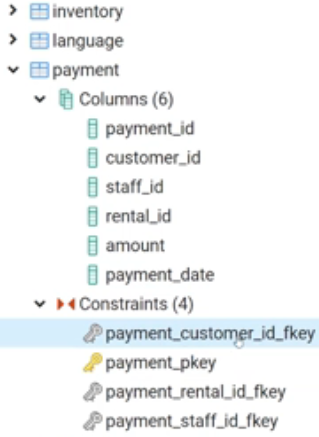 inventory
language
payment
Columns (6)
payment_id
customer_id
staff_id
rental_id
amount
payment_date
Constraints (4)
payment_customer_id_fkey
payment_pkey
payment_rental_id_fkey
payment_staff_id_fkey